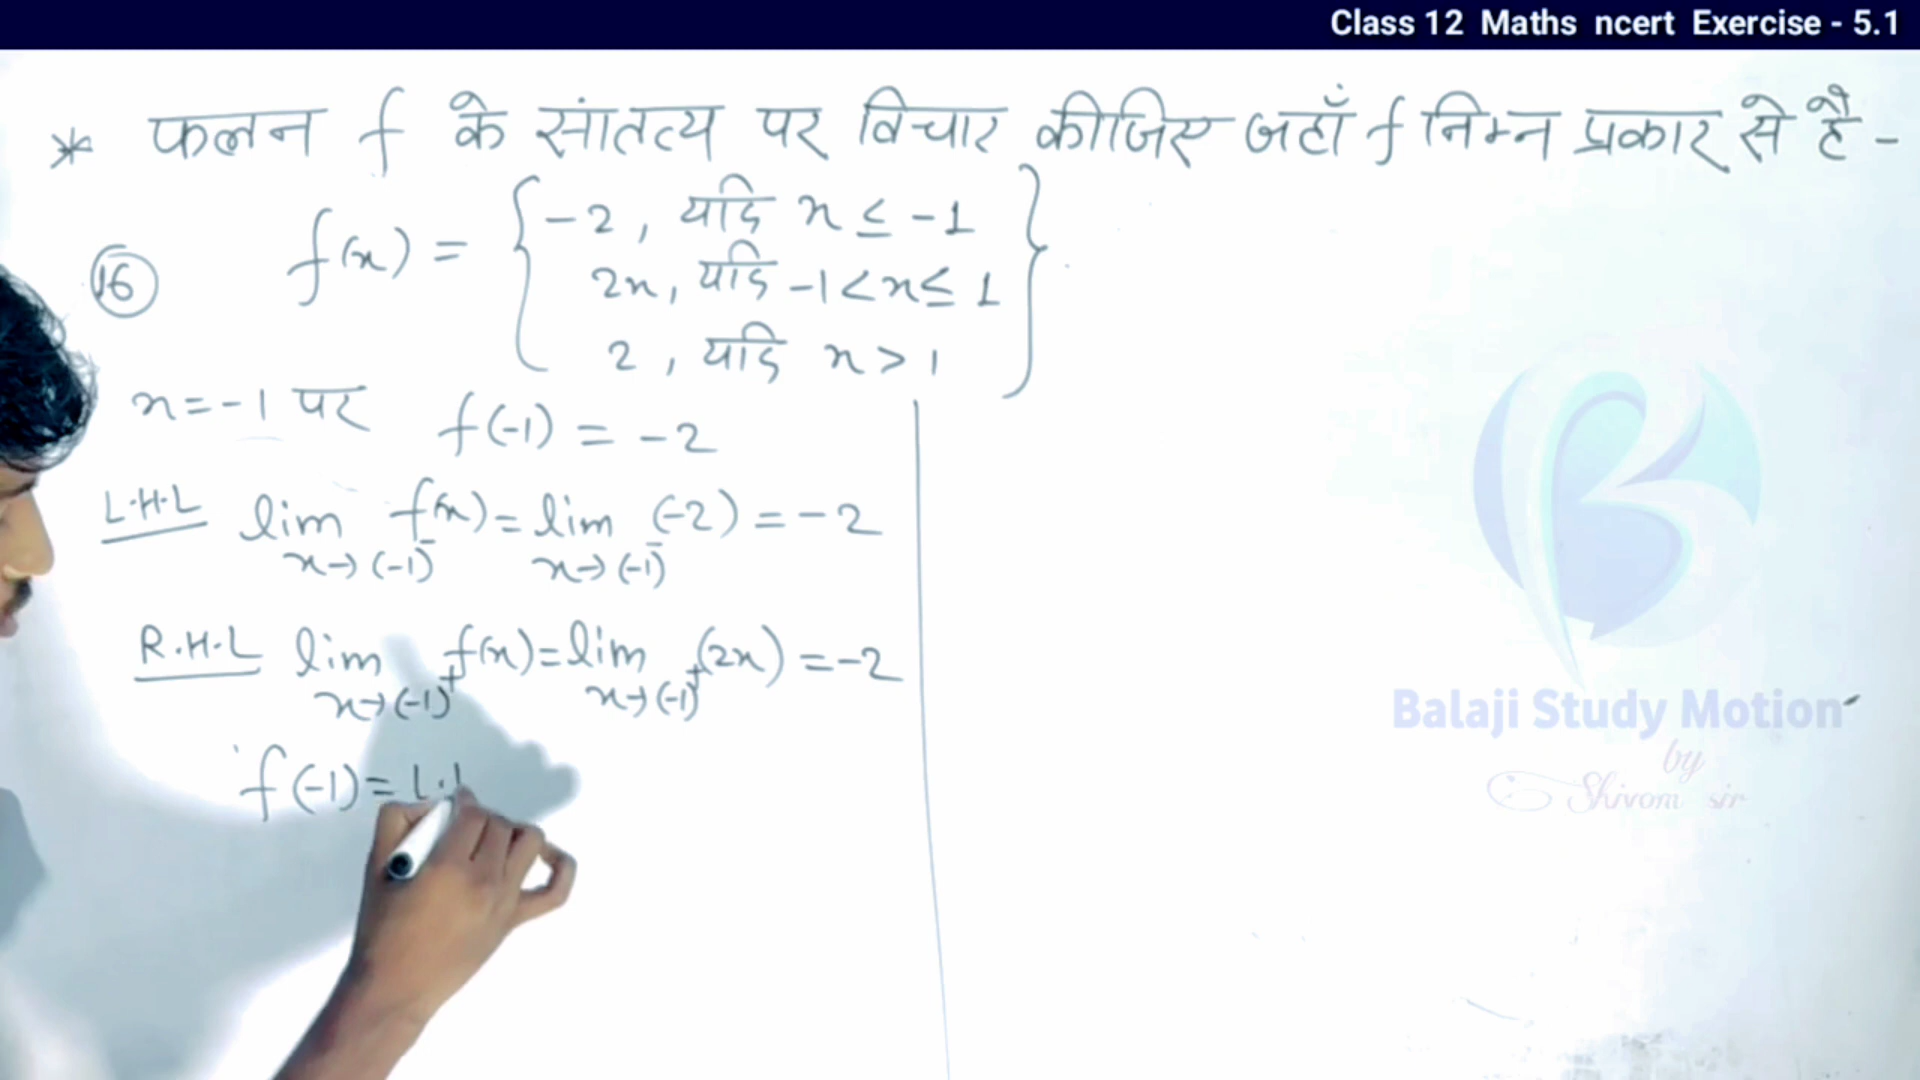 Class 12 Maths ncert Exercise - 5.1
* फलन f के सांतत्य पर विचार कीजिए जहाँ f निम्न प्रकार से है -
(16) f(x) = { -2, यदि x ≤ -1
2x, यदि -1 < x ≤ 1
2, यदि x > 1 }
x = -1 पर f(-1) = -2
L.H.L lim x→(-1)⁻ f(x) = lim x→(-1)⁻ (-2) = -2
R.H.L lim x→(-1)⁺ f(x) = lim x→(-1)⁺ (2x) = -2
f(-1) = L.
Balaji Study Motion
by
Shivom sir